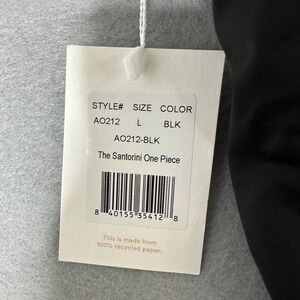 STYLE# SIZE COLOR
AO212 L BLK
AO212-BLK
The Santorini One Piece
8 40155 35412 8
This is made from
100% recycled paper.